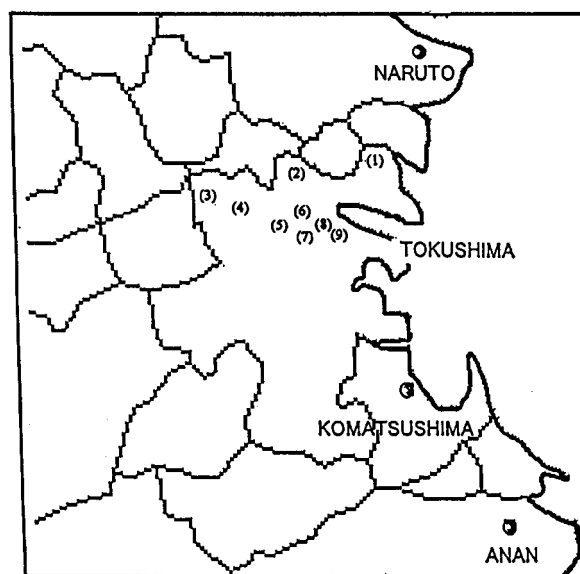 NARUTO
(1)
(2)
(3)
(4)
(6)
(5)
(8)
(7)
(9)
TOKUSHIMA
KOMATSUSHIMA
ANAN